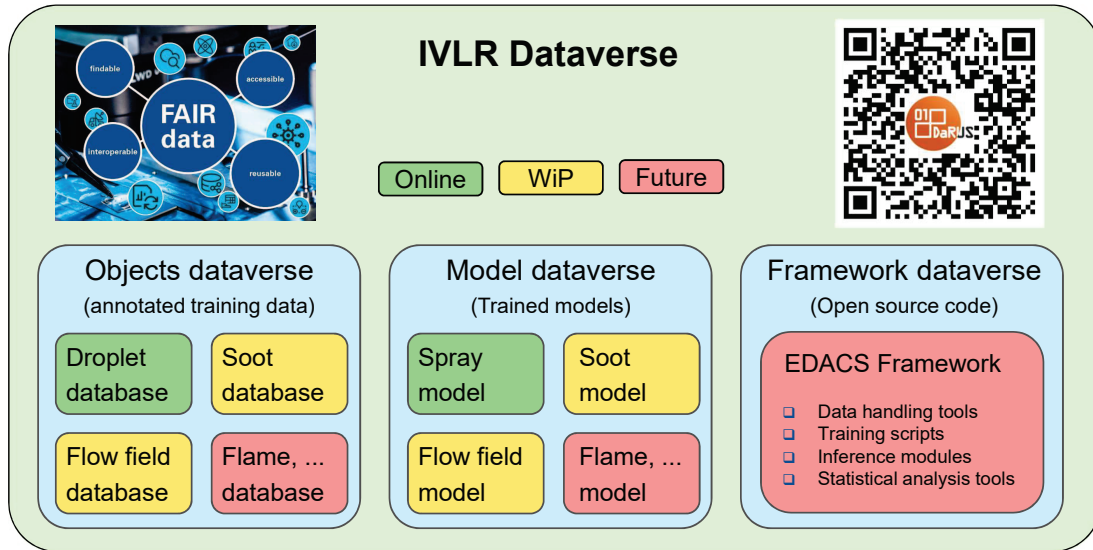 IVLR Dataverse
findable
accessible
FAIR
data
interoperable
reusable
01
DaRUS
Online
WiP
Future
Objects dataverse
(annotated training data)
Droplet
database
Soot
database
Flow field
database
Flame, ...
database
Model dataverse
(Trained models)
Spray
model
Soot
model
Flow field
model
Flame, ...
model
Framework dataverse
(Open source code)
EDACS Framework
❑ Data handling tools
❑ Training scripts
❑ Inference modules
❑ Statistical analysis tools